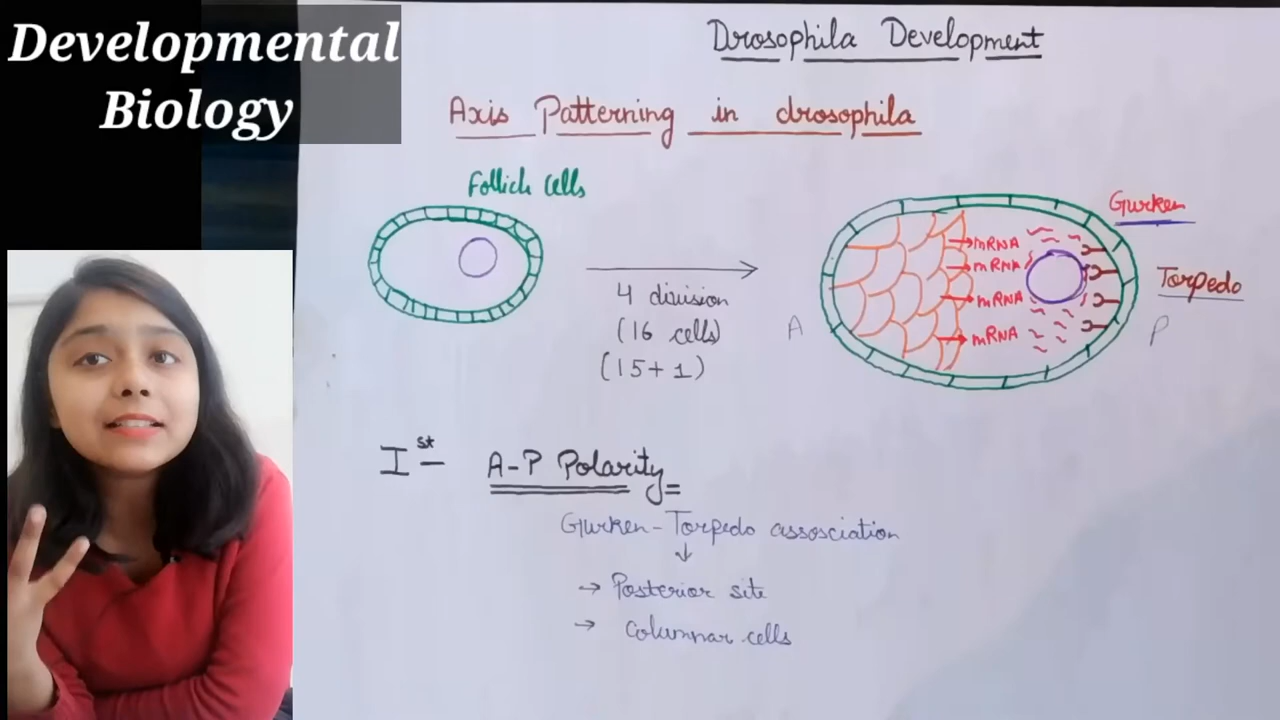 Developmental
Biology
Drosophila Development
Axis Patterning in drosophila
Follicle Cells
Gurken
mRNA
mRNA
Torpedo
4 division
mRNA
(16 cells)
A
mRNA
P
(15+1)
Ist A-P Polarity
Gurken-Torpedo assosciation
↓
→ Posterior site
→ Columnar cells